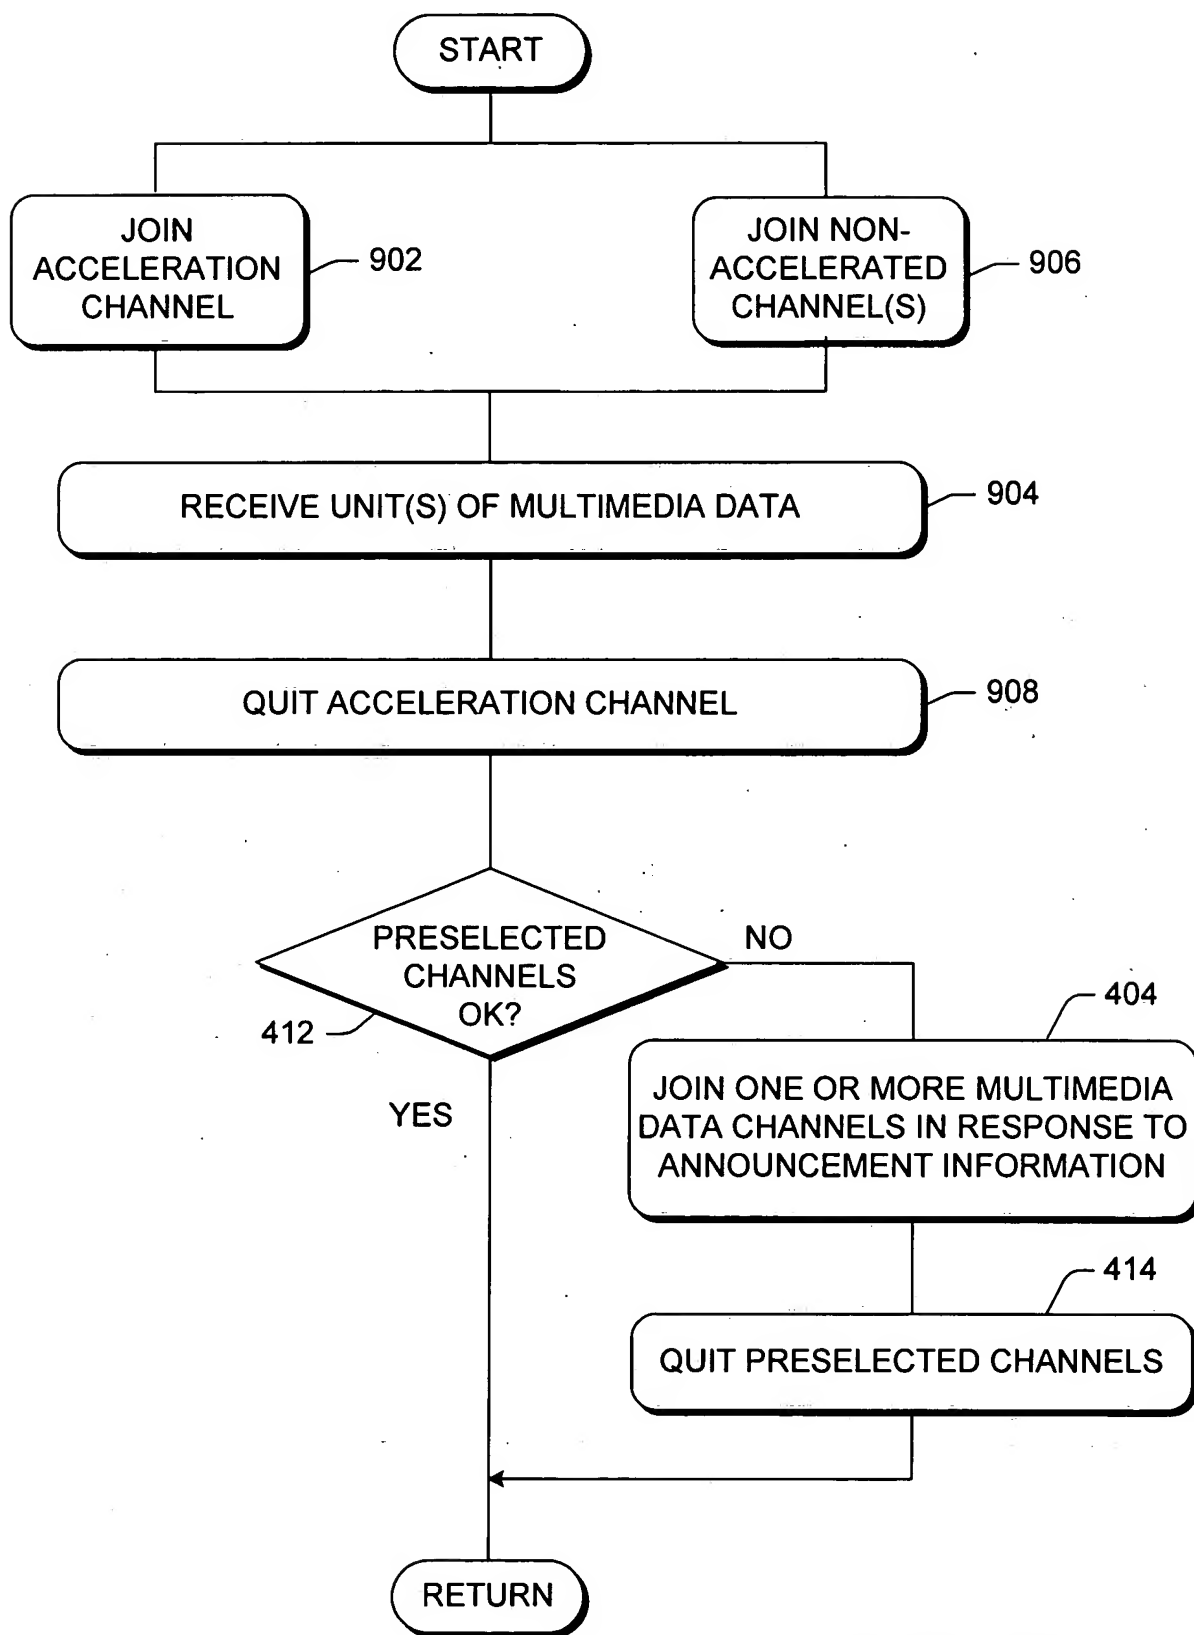 START
JOIN
ACCELERATION
CHANNEL
902
JOIN NON-
ACCELERATED
CHANNEL(S)
906
RECEIVE UNIT(S) OF MULTIMEDIA DATA
904
QUIT ACCELERATION CHANNEL
908
PRESELECTED
CHANNELS
OK?
412
NO
YES
404
JOIN ONE OR MORE MULTIMEDIA
DATA CHANNELS IN RESPONSE TO
ANNOUNCEMENT INFORMATION
414
QUIT PRESELECTED CHANNELS
RETURN